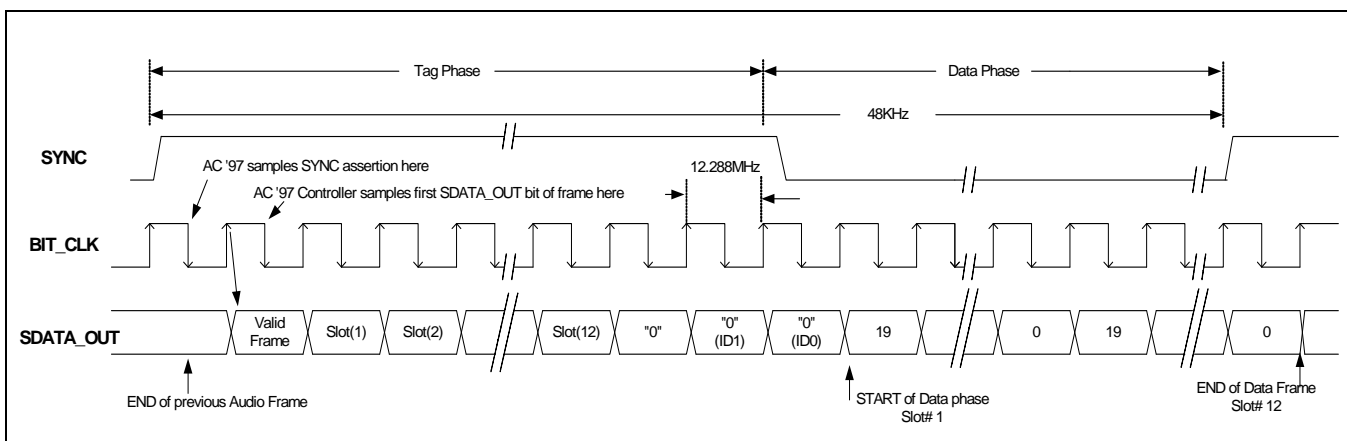 Tag Phase
Data Phase
48KHz
SYNC
AC '97 samples SYNC assertion here
12.288MHz
AC '97 Controller samples first SDATA_OUT bit of frame here
BIT_CLK
SDATA_OUT
Valid
Frame
Slot(1)
Slot(2)
Slot(12)
"0"
"0"
(ID1)
"0"
(ID0)
19
0
19
0
END of previous Audio Frame
START of Data phase
Slot# 1
END of Data Frame
Slot# 12